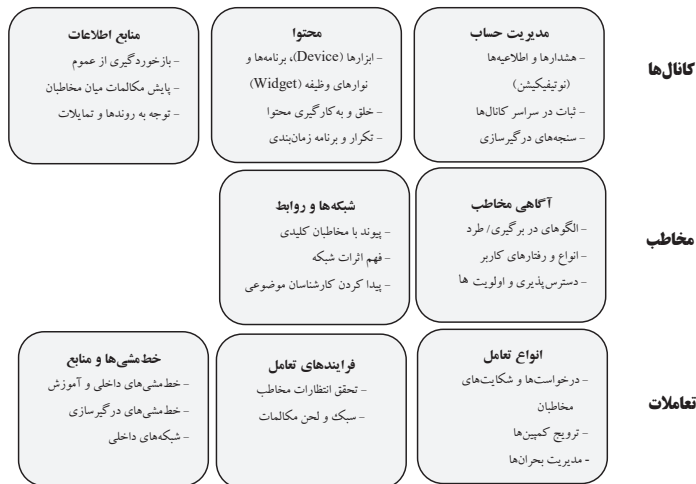 کانال‌ها
مدیریت حساب
– هشدارها و اطلاعیه‌ها
(نوتیفیکیشن)
– ثبات در سراسر کانال‌ها
– سنجه‌های درگیرسازی
محتوا
– ابزارها (Device)، برنامه‌ها و
نوارهای وظیفه (Widget)
– خلق و به‌کارگیری محتوا
– تکرار و برنامه زمان‌بندی
منابع اطلاعات
– بازخوردگیری از عموم
– پایش مکالمات میان مخاطبان
– توجه به روندها و تمایلات
مخاطب
آگاهی مخاطب
– الگوهای در برگیری/ طرد
– انواع و رفتارهای کاربر
– دسترس‌پذیری و اولویت ها
شبکه‌ها و روابط
– پیوند با مخاطبان کلیدی
– فهم اثرات شبکه
– پیدا کردن کارشناسان موضوعی
تعاملات
انواع تعامل
– درخواست‌ها و شکایت‌های
مخاطبان
– ترویج کمپین‌ها
- مدیریت بحران‌ها
فرایندهای تعامل
– تحقق انتظارات مخاطب
– سبک و لحن مکالمات
خط‌مشی‌ها و منابع
– خط‌مشی‌های داخلی و آموزش
– خط‌مشی‌های درگیرسازی
– شبکه‌های داخلی